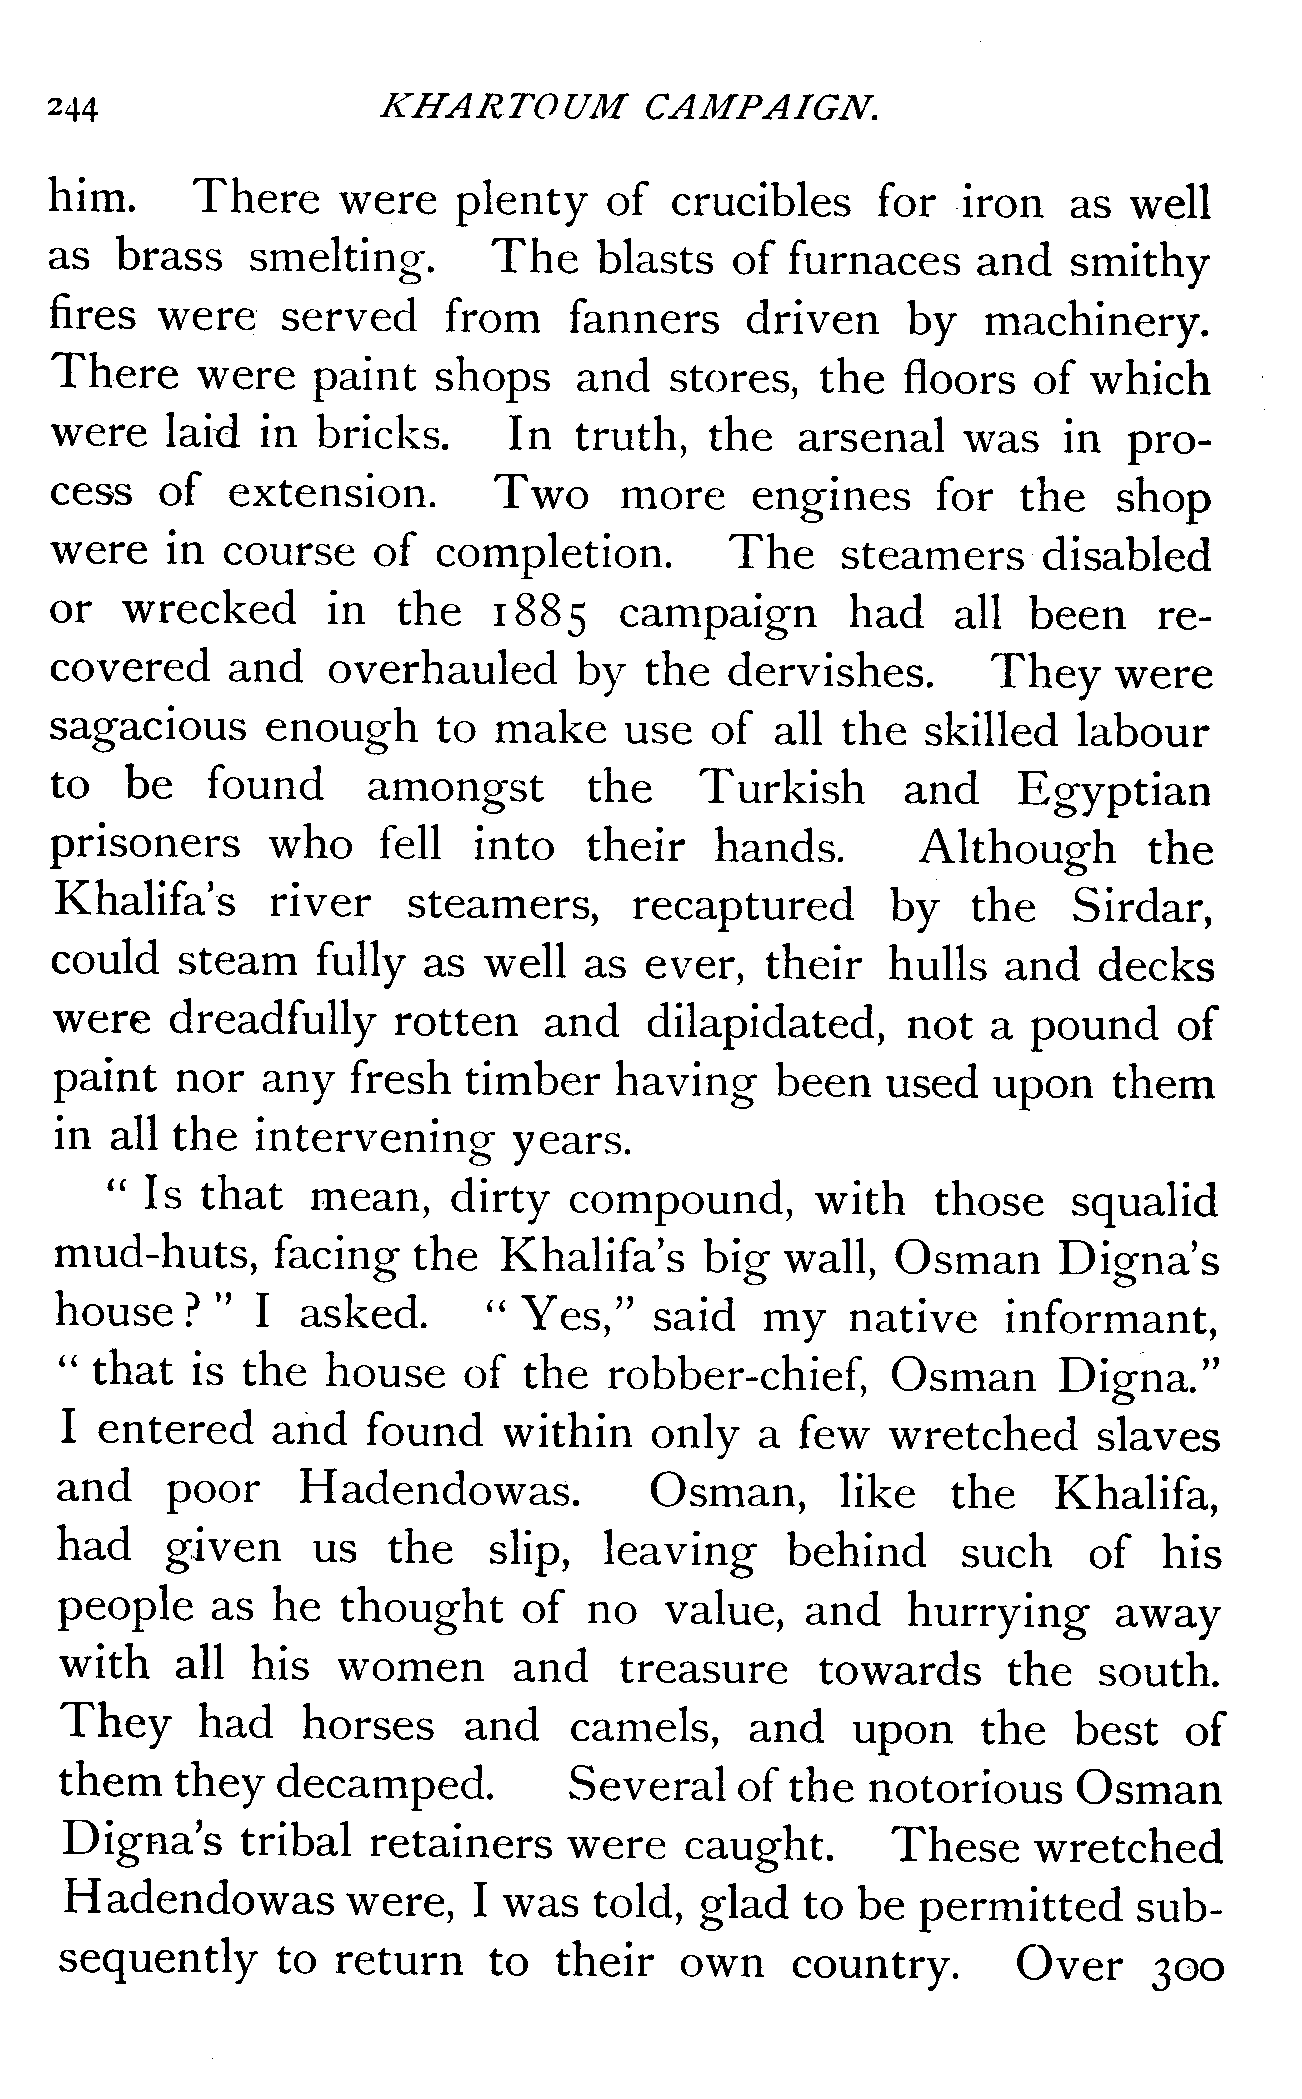 244 KHARTOUM CAMPAIGN.
him. There were plenty of crucibles for iron as well
as brass smelting. The blasts of furnaces and smithy
fires were served from fanners driven by machinery.
There were paint shops and stores, the floors of which
were laid in bricks. In truth, the arsenal was in pro-
cess of extension. Two more engines for the shop
were in course of completion. The steamers disabled
or wrecked in the 1885 campaign had all been re-
covered and overhauled by the dervishes. They were
sagacious enough to make use of all the skilled labour
to be found amongst the Turkish and Egyptian
prisoners who fell into their hands. Although the
Khalifa's river steamers, recaptured by the Sirdar,
could steam fully as well as ever, their hulls and decks
were dreadfully rotten and dilapidated, not a pound of
paint nor any fresh timber having been used upon them
in all the intervening years.
" Is that mean, dirty compound, with those squalid
mud-huts, facing the Khalifa's big wall, Osman Digna's
house ? " I asked. " Yes," said my native informant,
" that is the house of the robber-chief, Osman Digna."
I entered and found within only a few wretched slaves
and poor Hadendowas. Osman, like the Khalifa,
had given us the slip, leaving behind such of his
people as he thought of no value, and hurrying away
with all his women and treasure towards the south.
They had horses and camels, and upon the best of
them they decamped. Several of the notorious Osman
Digna's tribal retainers were caught. These wretched
Hadendowas were, I was told, glad to be permitted sub-
sequently to return to their own country. Over 300